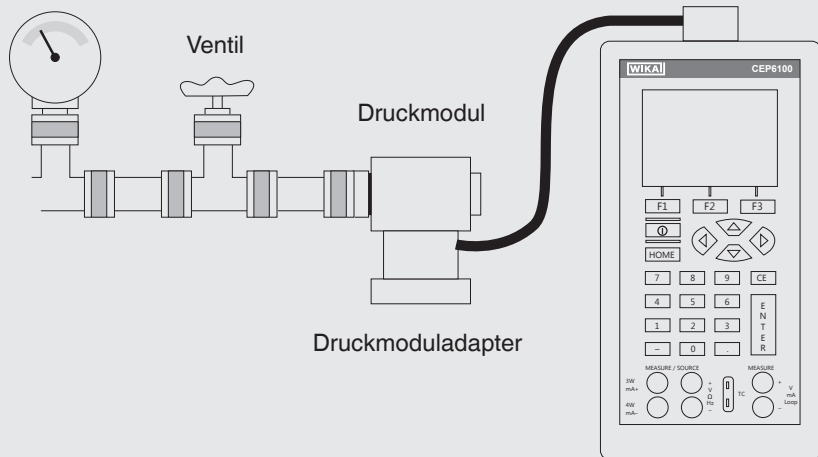 Ventil
Druckmodul
Druckmoduladapter
WIKA CEP6100
F1 F2 F3
HOME
7 8 9 CE
4 5 6
1 2 3
– 0 .
ENTER
MEASURE / SOURCE MEASURE
3W
mA+
4W
mA–
+
V
Ω
Hz
–
TC
+
V
mA
Loop
–